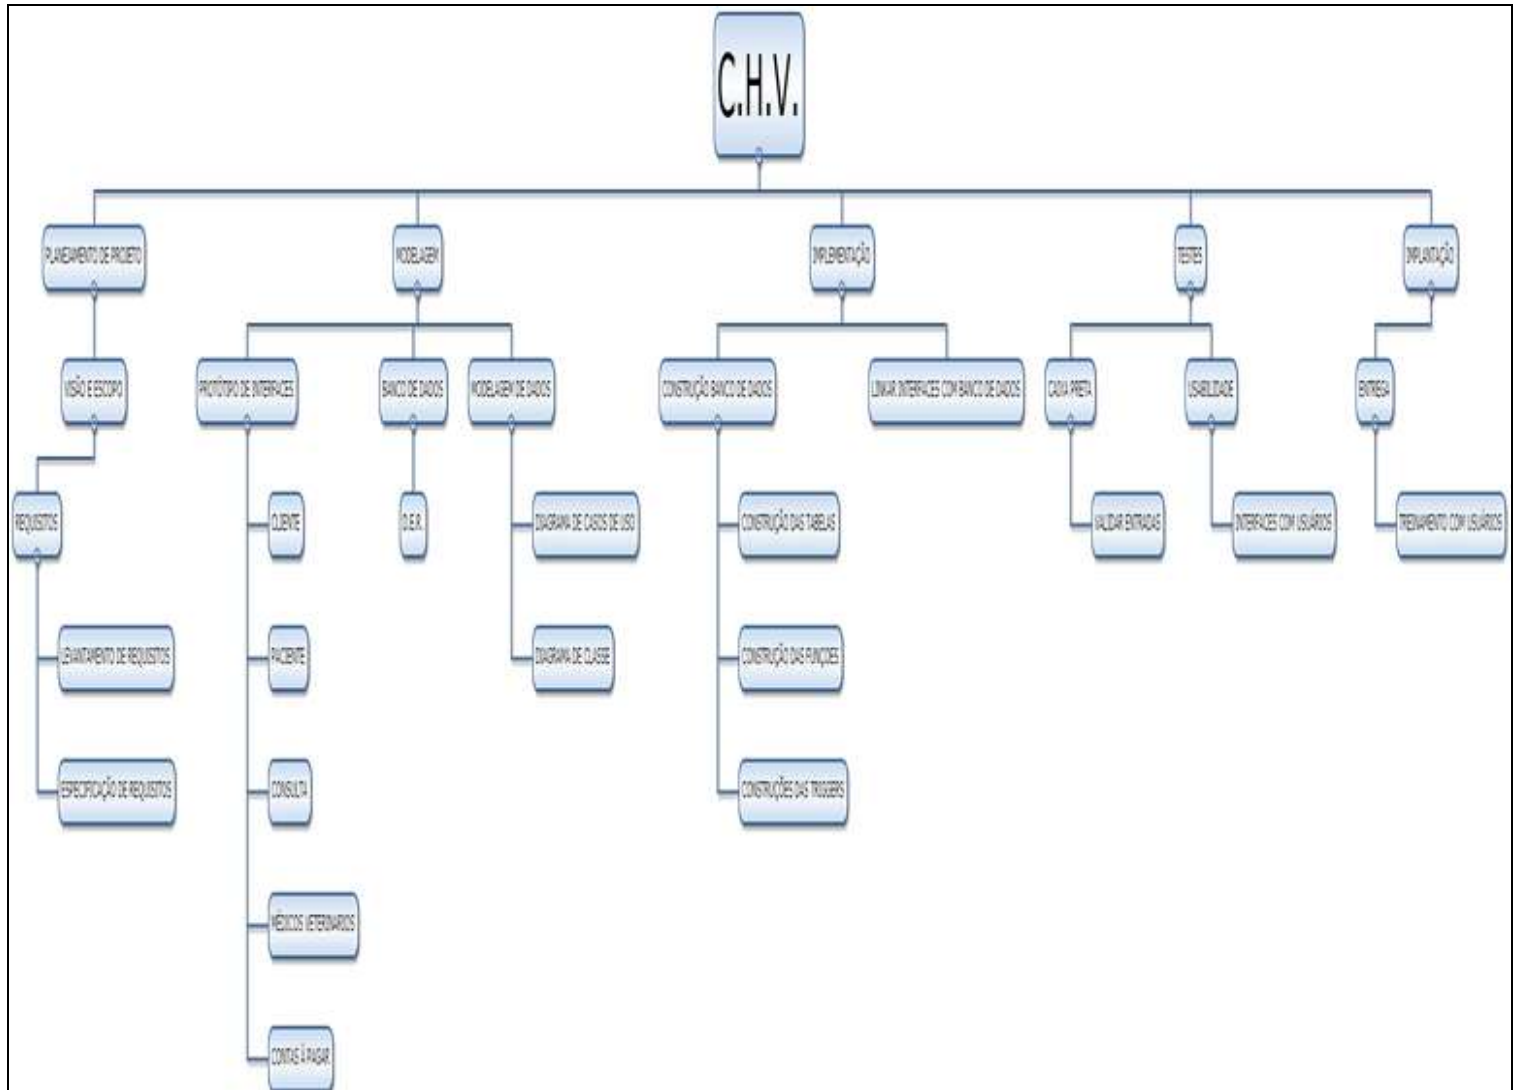 C.H.V.
PLANEJAMENTO DE PROJETO
MODELAGEM
IMPLEMENTAÇÃO
TESTES
IMPLANTAÇÃO
VISÃO E ESCOPO
PROTÓTIPO DE INTERFACES
BANCO DE DADOS
MODELAGEM DE DADOS
CONSTRUÇÃO BANCO DE DADOS
LINKAR INTERFACES COM BANCO DE DADOS
CAIXA PRETA
USABILIDADE
ENTREGA
REQUISITOS
CLIENTE
D.E.R.
DIAGRAMA DE CASOS DE USO
CONSTRUÇÃO DAS TABELAS
VALIDAR ENTRADAS
INTERFACES COM USUÁRIOS
TREINAMENTO COM USUÁRIOS
LEVANTAMENTO DE REQUISITOS
PACIENTE
DIAGRAMA DE CLASSE
CONSTRUÇÃO DAS FUNÇOES
ESPECIFICAÇÃO DE REQUISITOS
CONSULTA
CONSTRUÇÕES DAS TRIGGERS
MÉDICOS VETERINARIOS
CONTAS À PAGAR